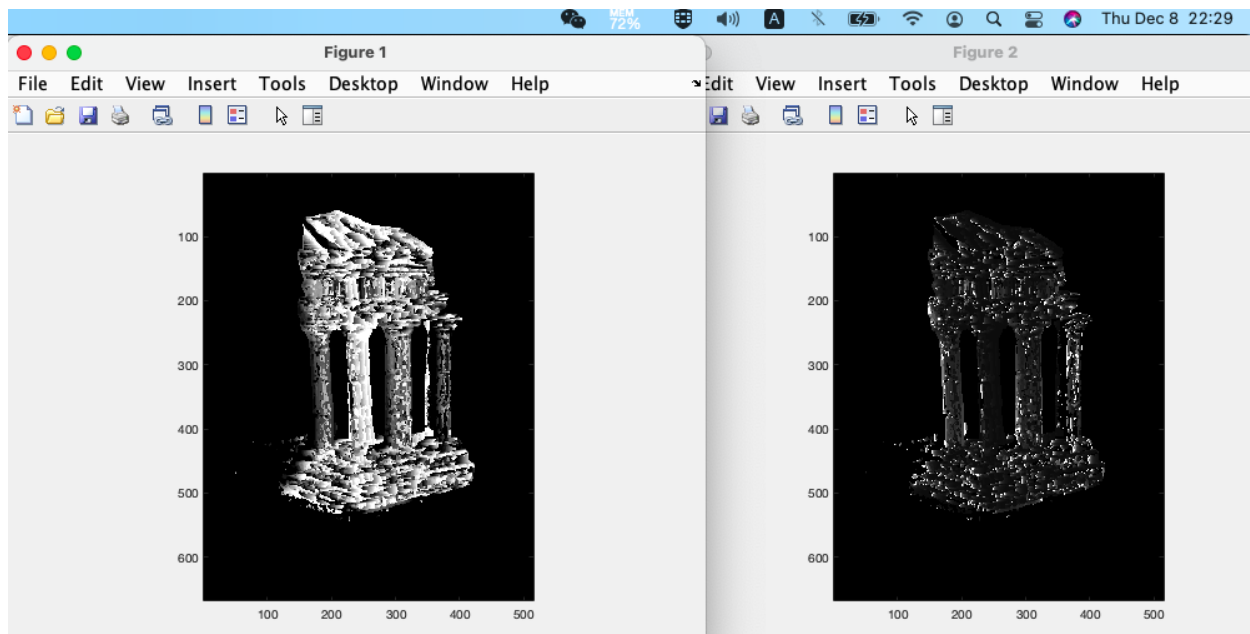 MEM
72%
A
Thu Dec 8 22:29
Figure 1
File Edit View Insert Tools Desktop Window Help
100
200
300
400
500
600
100 200 300 400 500
Figure 2
Edit View Insert Tools Desktop Window Help
100
200
300
400
500
600
100 200 300 400 500